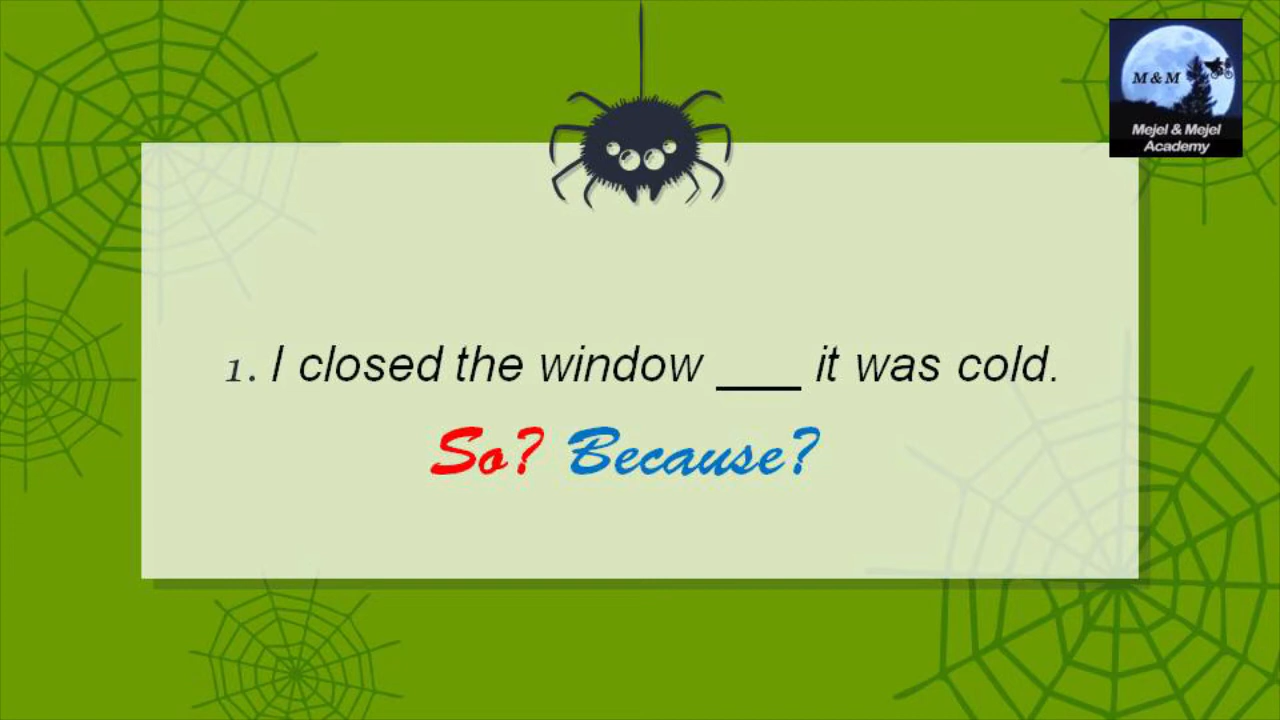 M & M
Mejel & Mejel
Academy
1. I closed the window ___ it was cold.
So? Because?